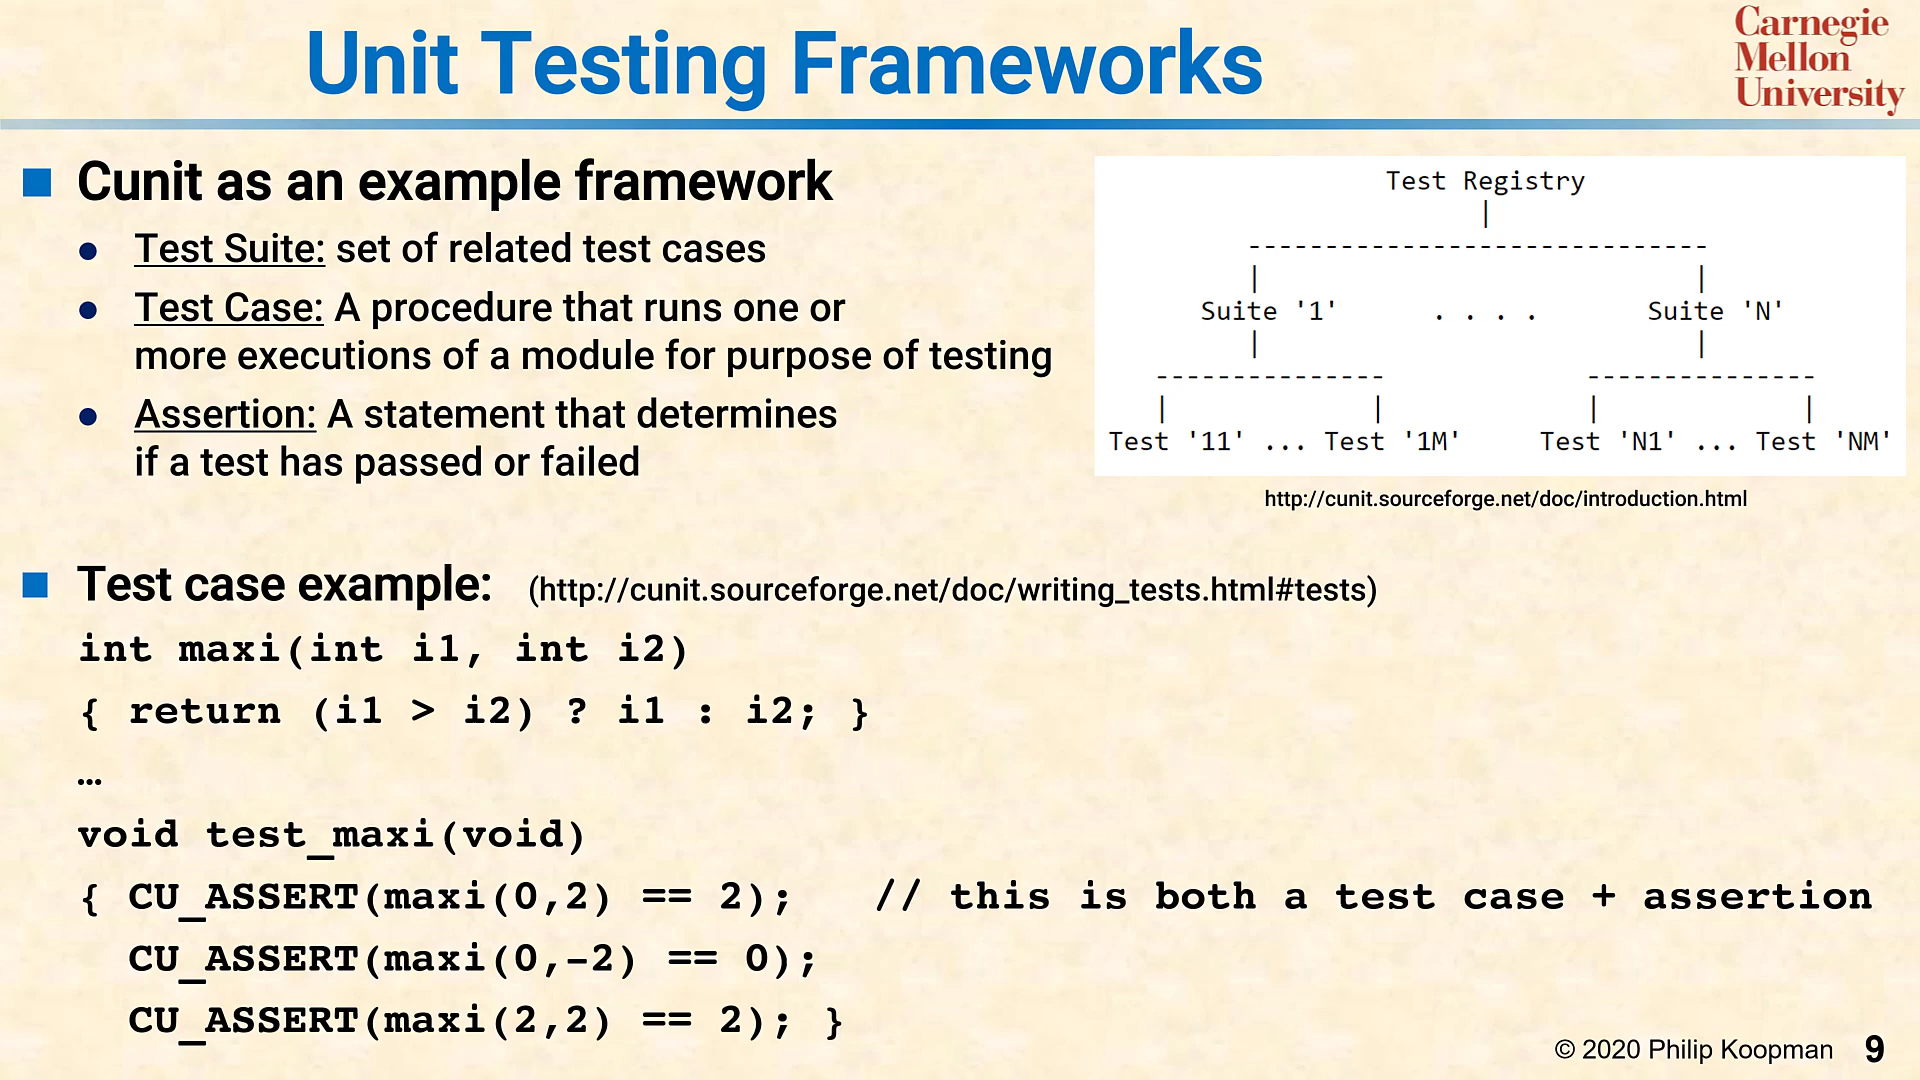 Unit Testing Frameworks
Carnegie
Mellon
University
Cunit as an example framework
Test Suite: set of related test cases
Test Case: A procedure that runs one or
more executions of a module for purpose of testing
Assertion: A statement that determines
if a test has passed or failed
Test Registry
|
------------------------------
| |
Suite '1' . . . . Suite 'N'
| |
--------------- ---------------
| | | |
Test '11' ... Test '1M' Test 'N1' ... Test 'NM'
http://cunit.sourceforge.net/doc/introduction.html
Test case example: (http://cunit.sourceforge.net/doc/writing_tests.html#tests)
int maxi(int i1, int i2)
{ return (i1 > i2) ? i1 : i2; }
…
void test_maxi(void)
{ CU_ASSERT(maxi(0,2) == 2); // this is both a test case + assertion
CU_ASSERT(maxi(0,-2) == 0);
CU_ASSERT(maxi(2,2) == 2); }
© 2020 Philip Koopman 9